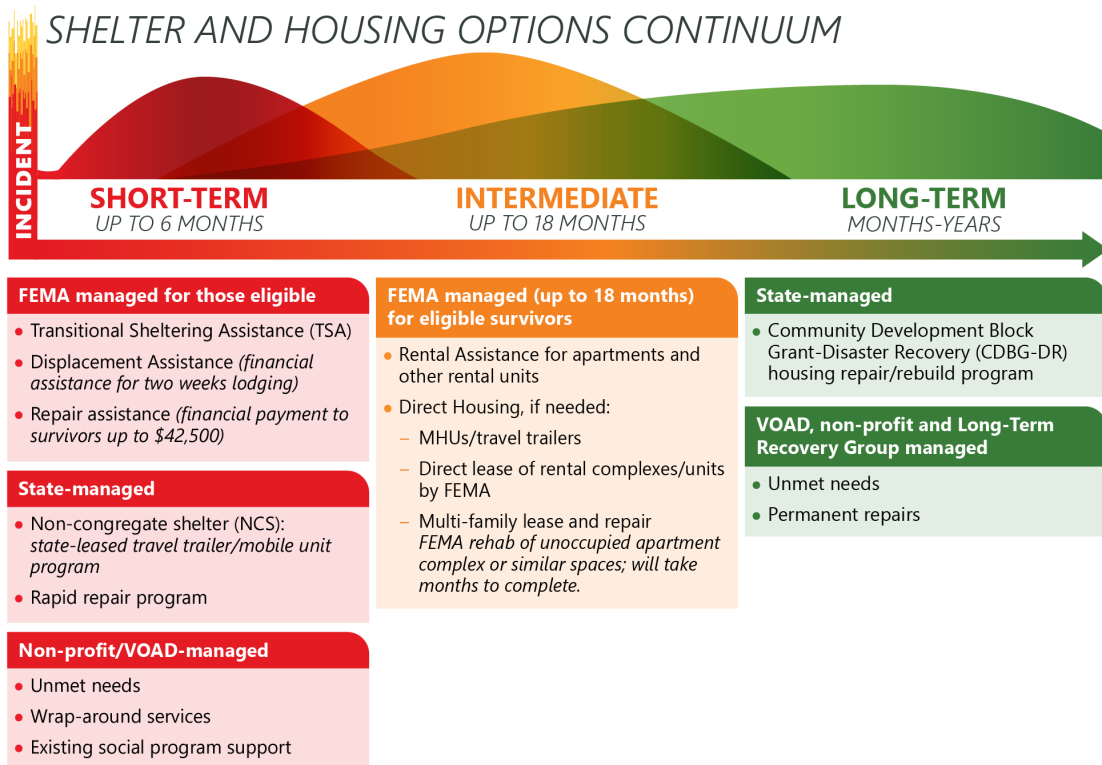 SHELTER AND HOUSING OPTIONS CONTINUUM
INCIDENT
SHORT-TERM
UP TO 6 MONTHS
INTERMEDIATE
UP TO 18 MONTHS
LONG-TERM
MONTHS-YEARS
FEMA managed for those eligible
• Transitional Sheltering Assistance (TSA)
• Displacement Assistance (financial
assistance for two weeks lodging)
• Repair assistance (financial payment to
survivors up to $42,500)
State-managed
• Non-congregate shelter (NCS):
state-leased travel trailer/mobile unit
program
• Rapid repair program
Non-profit/VOAD-managed
• Unmet needs
• Wrap-around services
• Existing social program support
FEMA managed (up to 18 months)
for eligible survivors
• Rental Assistance for apartments and
other rental units
• Direct Housing, if needed:
– MHUs/travel trailers
– Direct lease of rental complexes/units
by FEMA
– Multi-family lease and repair
FEMA rehab of unoccupied apartment
complex or similar spaces; will take
months to complete.
State-managed
• Community Development Block
Grant-Disaster Recovery (CDBG-DR)
housing repair/rebuild program
VOAD, non-profit and Long-Term
Recovery Group managed
• Unmet needs
• Permanent repairs